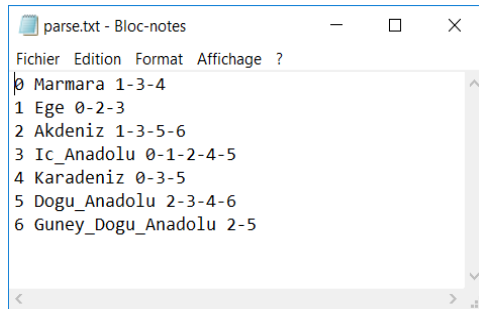 parse.txt - Bloc-notes
Fichier Edition Format Affichage ?
0 Marmara 1-3-4
1 Ege 0-2-3
2 Akdeniz 1-3-5-6
3 Ic_Anadolu 0-1-2-4-5
4 Karadeniz 0-3-5
5 Dogu_Anadolu 2-3-4-6
6 Guney_Dogu_Anadolu 2-5